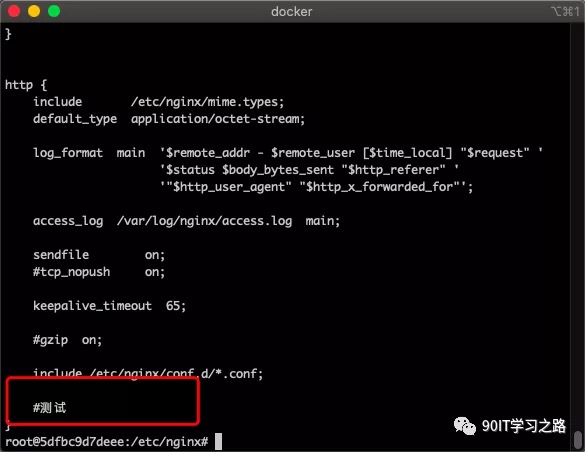 docker
⌥⌘1
}
http {
    include       /etc/nginx/mime.types;
    default_type  application/octet-stream;
    log_format  main  '$remote_addr - $remote_user [$time_local] "$request" '
                      '$status $body_bytes_sent "$http_referer" '
                      '"$http_user_agent" "$http_x_forwarded_for"';
    access_log  /var/log/nginx/access.log  main;
    sendfile        on;
    #tcp_nopush     on;
    keepalive_timeout  65;
    #gzip  on;
    include /etc/nginx/conf.d/*.conf;
    #测试
}
root@5dfbc9d7deee:/etc/nginx#
90IT学习之路